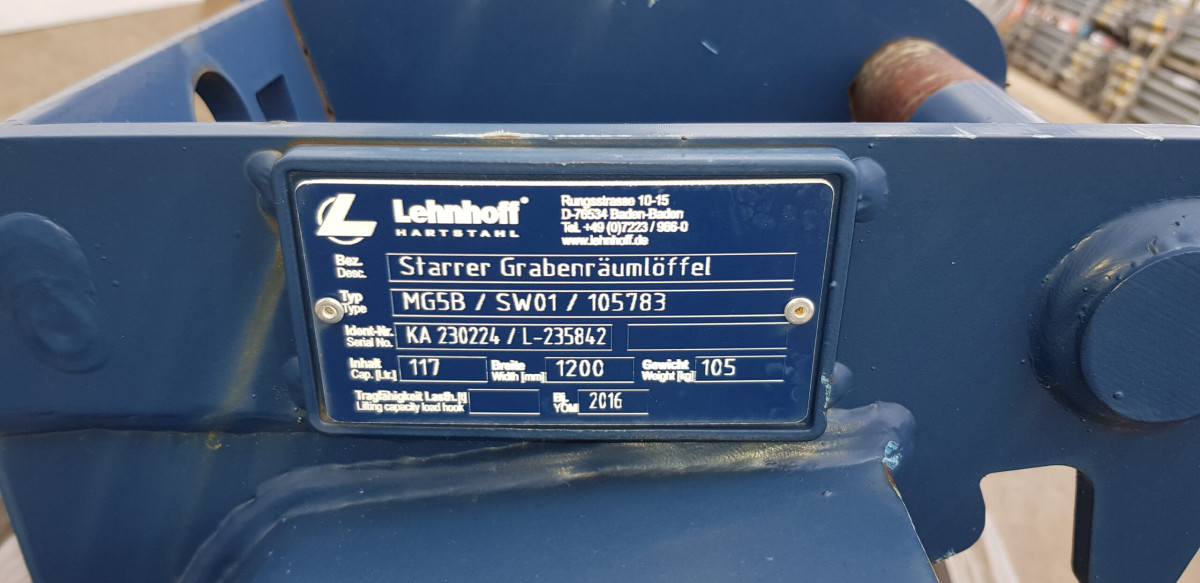 Lehnhoff®
HARTSTAHL
Rungsstrasse 10-15
D-76534 Baden-Baden
Tel. +49 (0)7223 / 966-0
www.lehnhoff.de
Bez.
Desc.
Starrer Grabenräumlöffel
Typ
Type
MG5B / SW01 / 105783
Ident-Nr.
Serial No.
KA 230224 / L-235842
Inhalt
Cap. [Ltr.]
117
Breite
Width [mm]
1200
Gewicht
Weight [kg]
105
Tragfähigkeit Lasth.[t]
Lifting capacity load hook
BJ.
YOM
2016